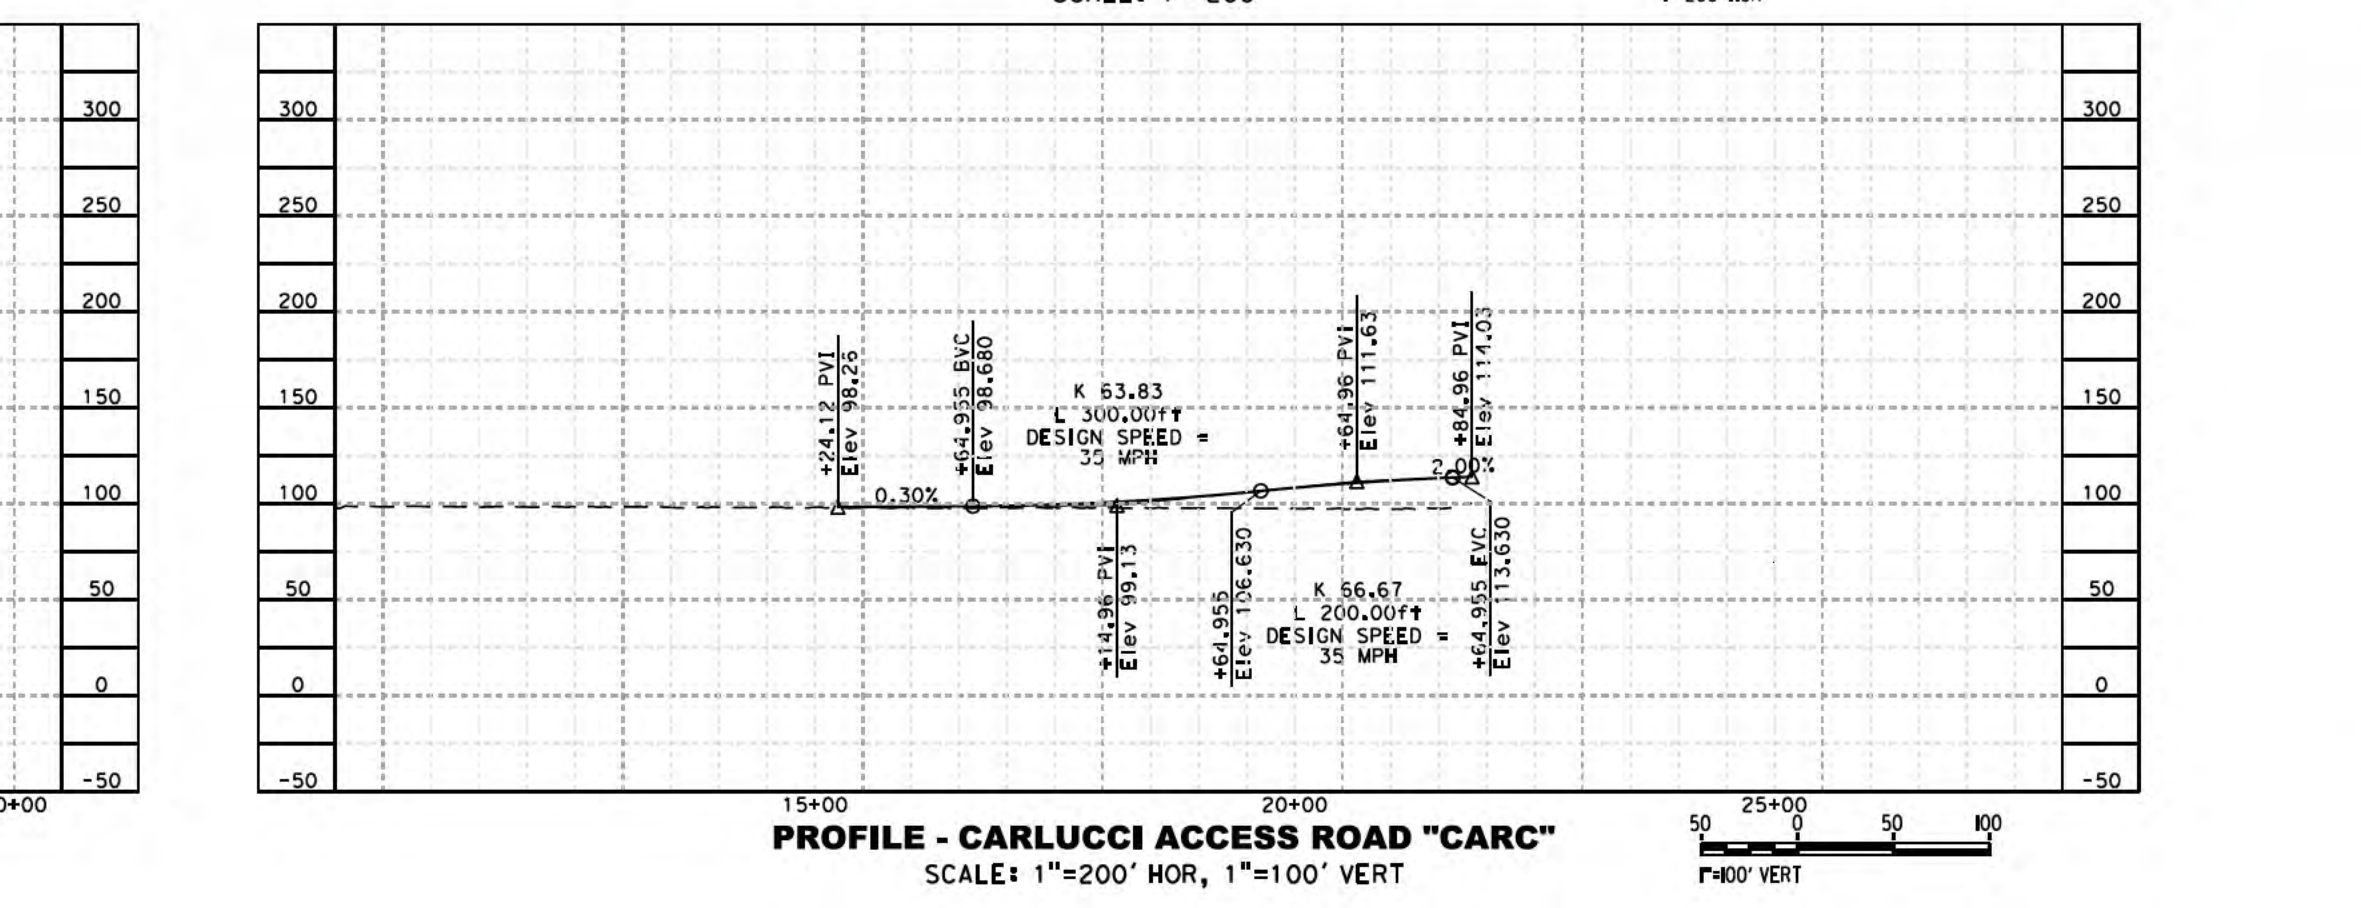 300
250
200
150
100
50
0
-50
0+00
300
250
200
150
100
50
0
-50
+24.12 PVI
Elev 98.26
0.30%
+64.955 BVC
Elev 98.680
K 63.83
L 300.00ft
DESIGN SPEED =
35 MPH
+14.96 PVI
Elev 99.13
+64.955
Elev 106.630
K 66.67
L 200.00ft
DESIGN SPEED =
35 MPH
+64.96 PVI
Elev 111.63
+84.96 PVI
Elev 114.03
2.00%
+64.955 EVC
Elev 113.630
300
250
200
150
100
50
0
-50
15+00 20+00 25+00
PROFILE - CARLUCCI ACCESS ROAD "CARC"
SCALE: 1"=200' HOR, 1"=100' VERT
50 0 50 100
1"=100' VERT